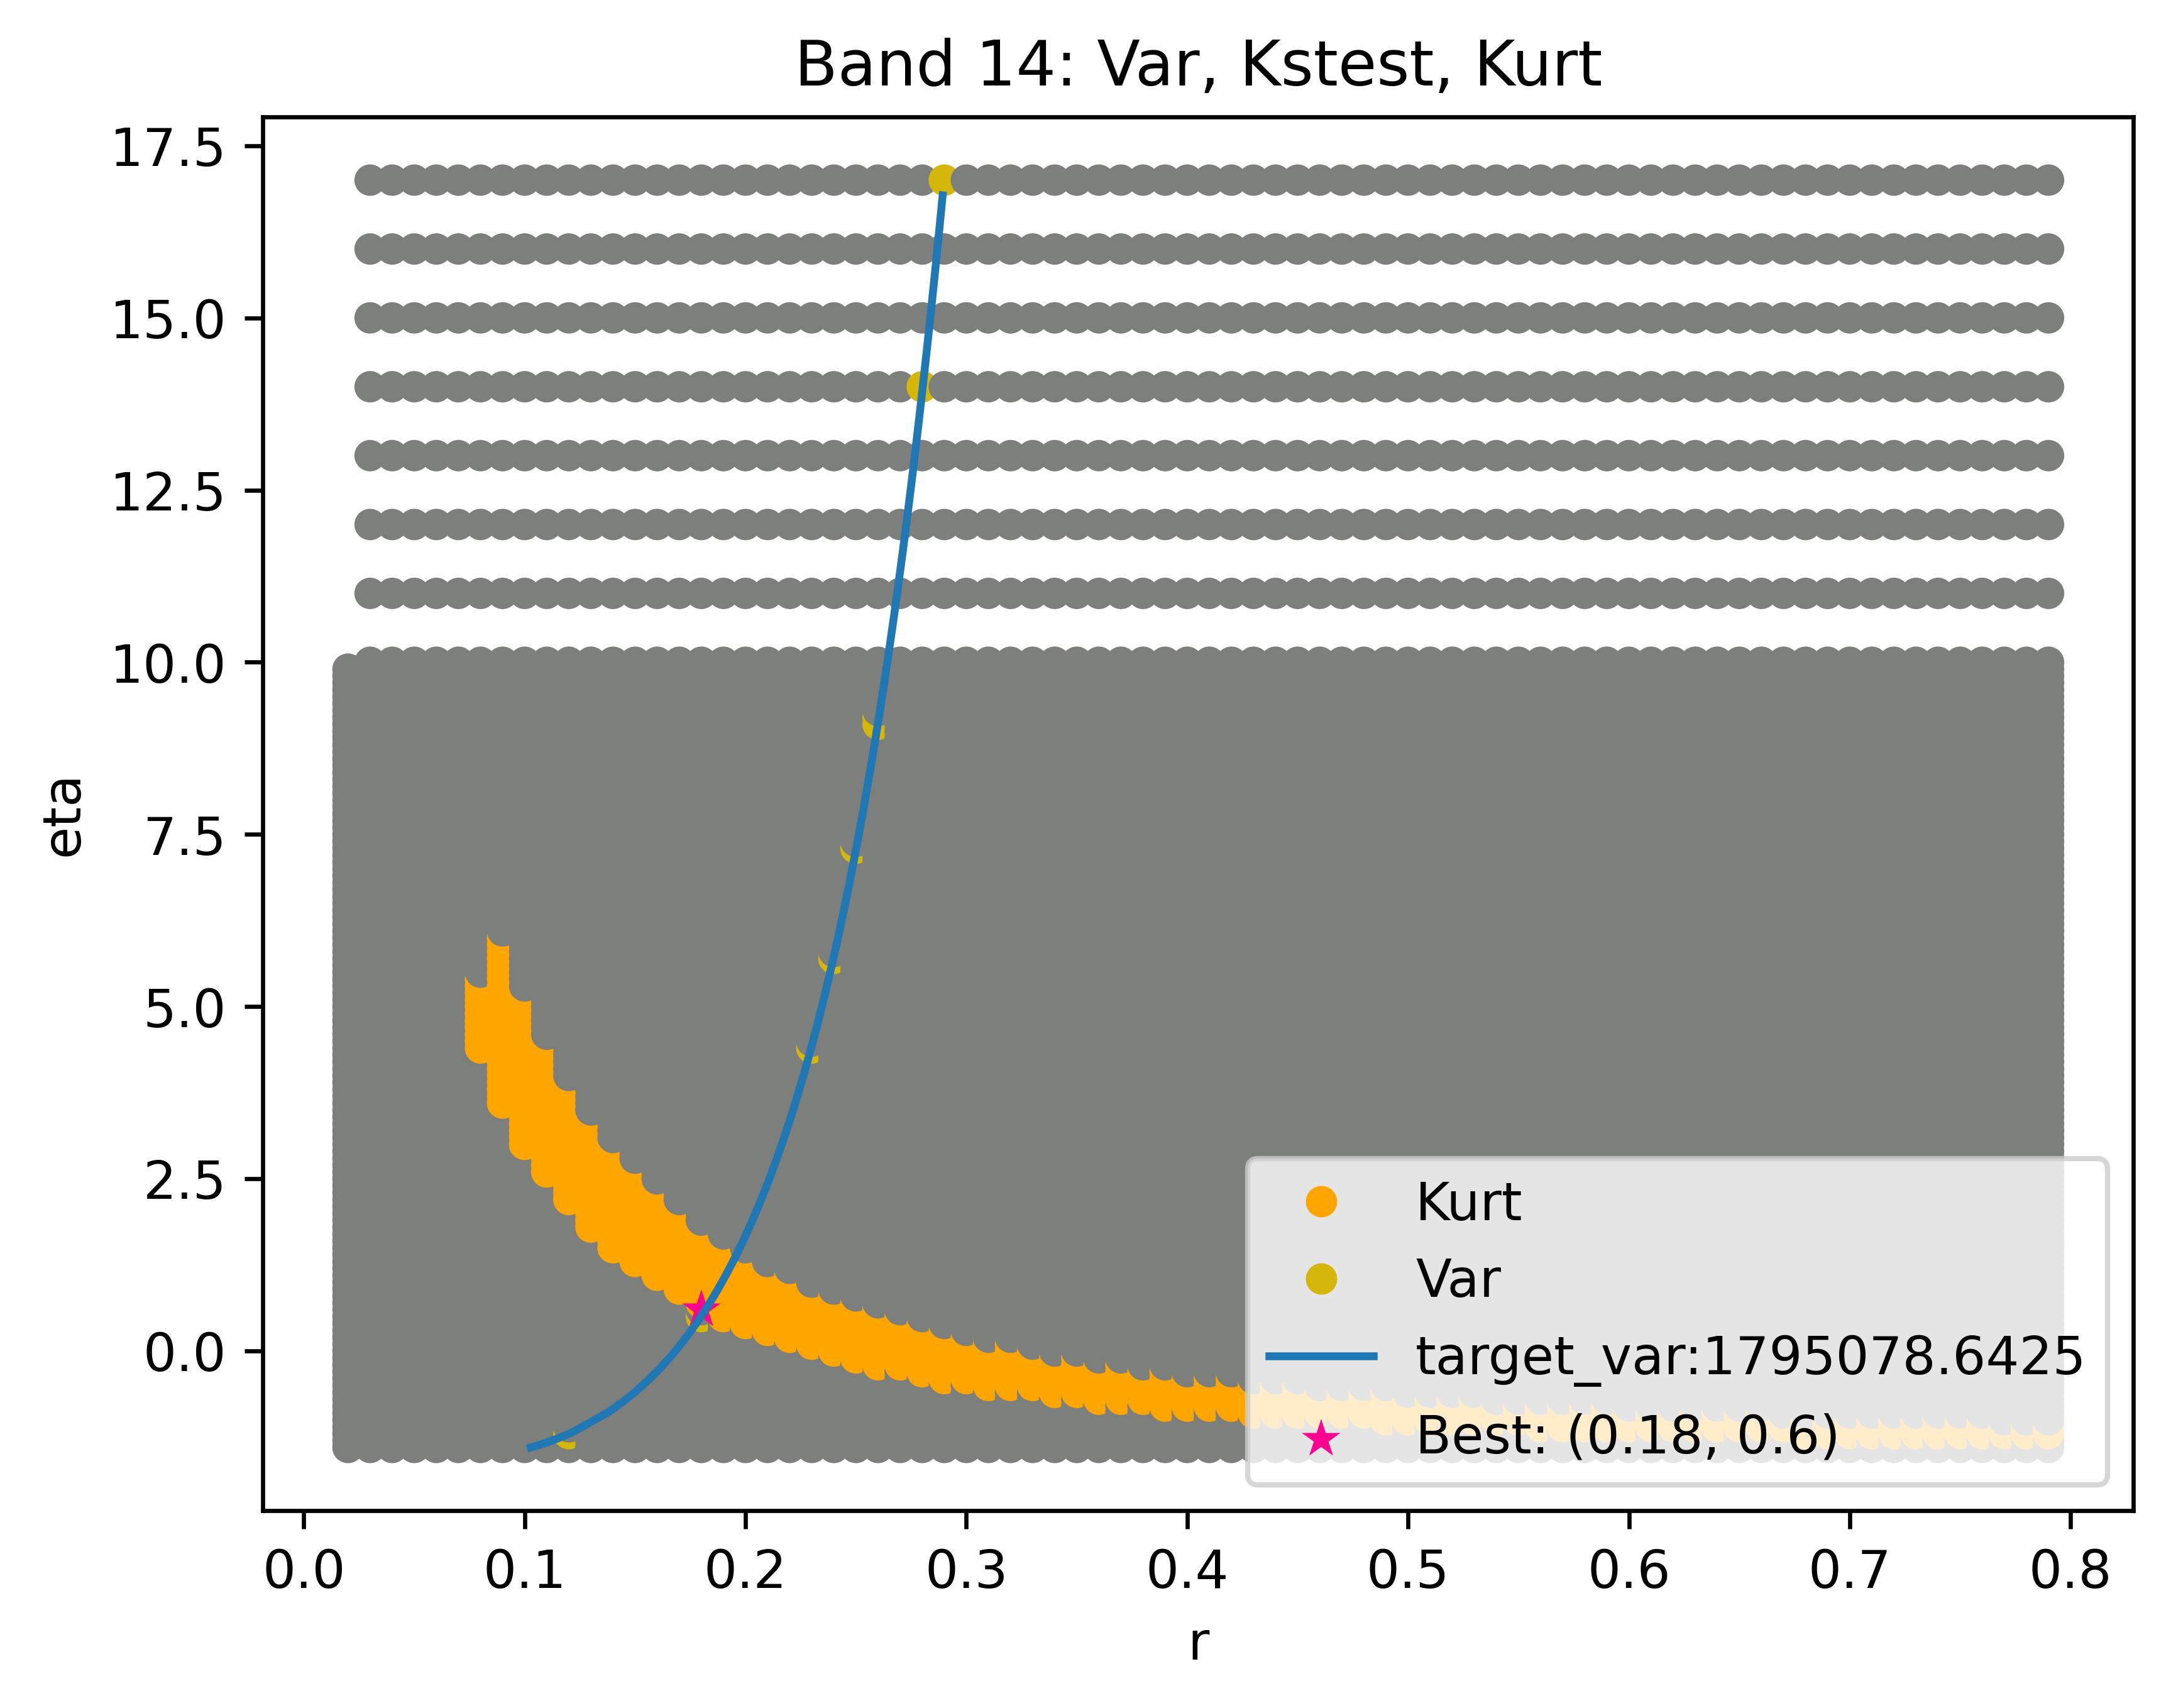 Band 14: Var, Kstest, Kurt
17.5
15.0
12.5
10.0
7.5
5.0
2.5
0.0
eta
Kurt
Var
target_var:1795078.6425
Best: (0.18, 0.6)
0.0 0.1 0.2 0.3 0.4 0.5 0.6 0.7 0.8
r